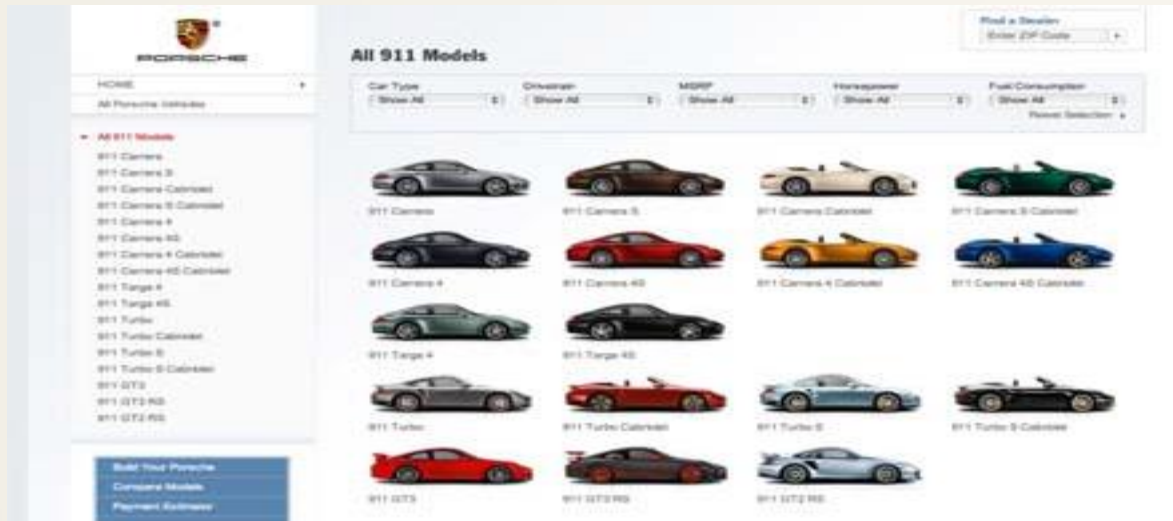 PORSCHE
HOME
All Porsche Vehicles
All 911 Models
911 Carrera
911 Carrera S
911 Carrera Cabriolet
911 Carrera S Cabriolet
911 Carrera 4
911 Carrera 4S
911 Carrera 4 Cabriolet
911 Carrera 4S Cabriolet
911 Targa 4
911 Targa 4S
911 Turbo
911 Turbo Cabriolet
911 Turbo S
911 Turbo S Cabriolet
911 GT3
911 GT3 RS
911 GT2 RS
Build Your Porsche
Compare Models
Payment Estimator
Find a Dealer
Enter ZIP Code
All 911 Models
Car Type Drivetrain MSRP Horsepower Fuel Consumption
Show All Show All Show All Show All Show All
Reset Selection
911 Carrera 911 Carrera S 911 Carrera Cabriolet 911 Carrera S Cabriolet
911 Carrera 4 911 Carrera 4S 911 Carrera 4 Cabriolet 911 Carrera 4S Cabriolet
911 Targa 4 911 Targa 4S
911 Turbo 911 Turbo Cabriolet 911 Turbo S 911 Turbo S Cabriolet
911 GT3 911 GT3 RS 911 GT2 RS